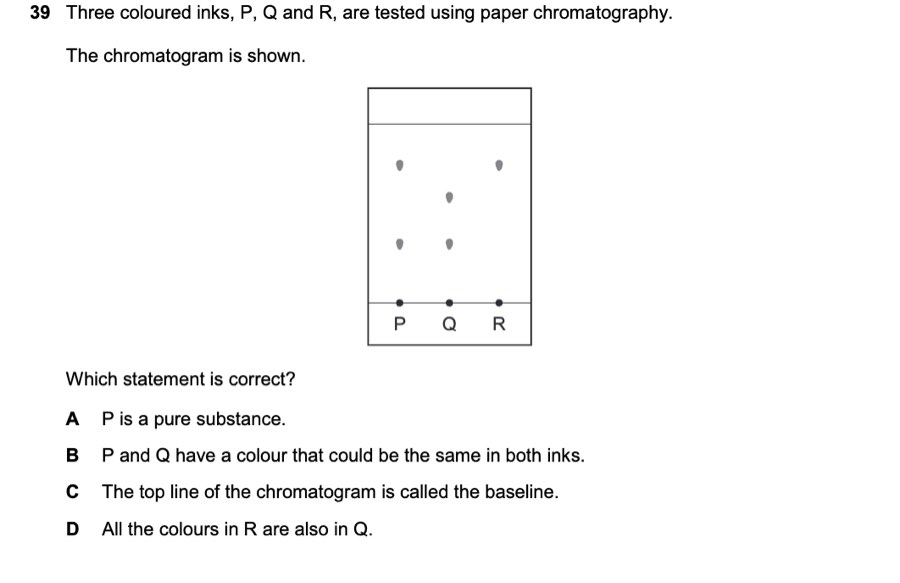 39 Three coloured inks, P, Q and R, are tested using paper chromatography.
The chromatogram is shown.
P Q R
Which statement is correct?
A P is a pure substance.
B P and Q have a colour that could be the same in both inks.
C The top line of the chromatogram is called the baseline.
D All the colours in R are also in Q.